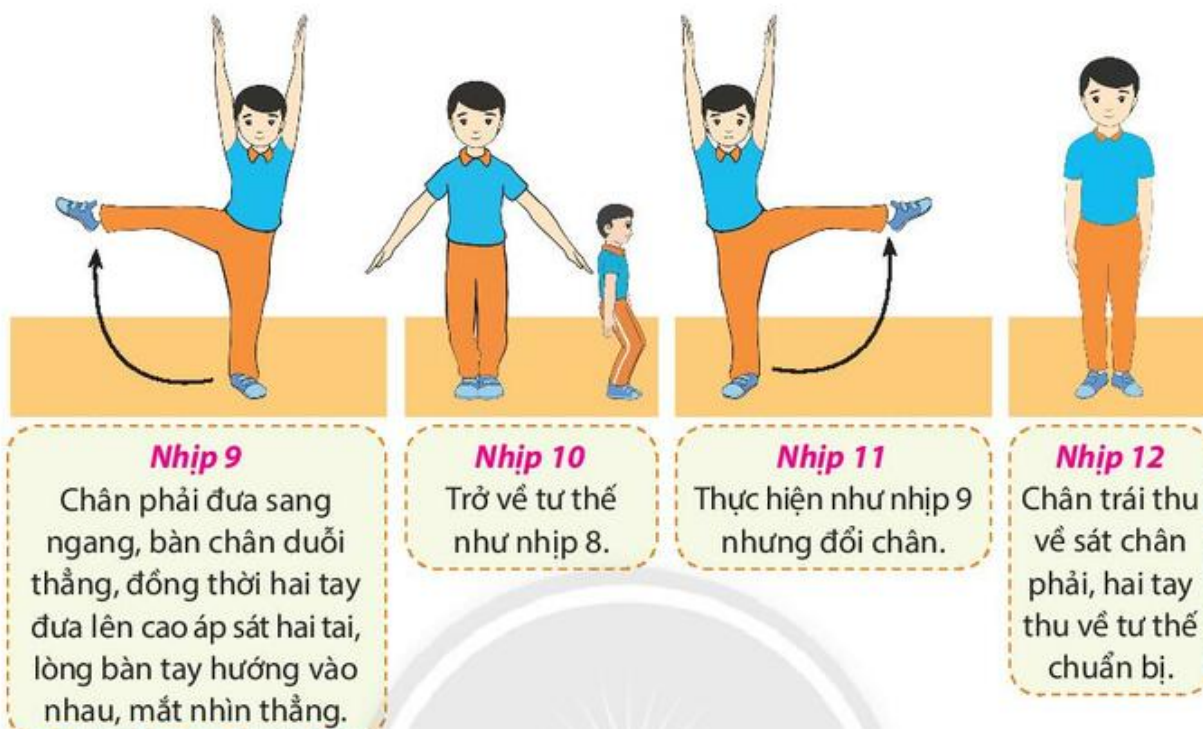 Nhịp 9
Chân phải đưa sang
ngang, bàn chân duỗi
thẳng, đồng thời hai tay
đưa lên cao áp sát hai tai,
lòng bàn tay hướng vào
nhau, mắt nhìn thẳng.
Nhịp 10
Trở về tư thế
như nhịp 8.
Nhịp 11
Thực hiện như nhịp 9
nhưng đổi chân.
Nhịp 12
Chân trái thu
về sát chân
phải, hai tay
thu về tư thế
chuẩn bị.